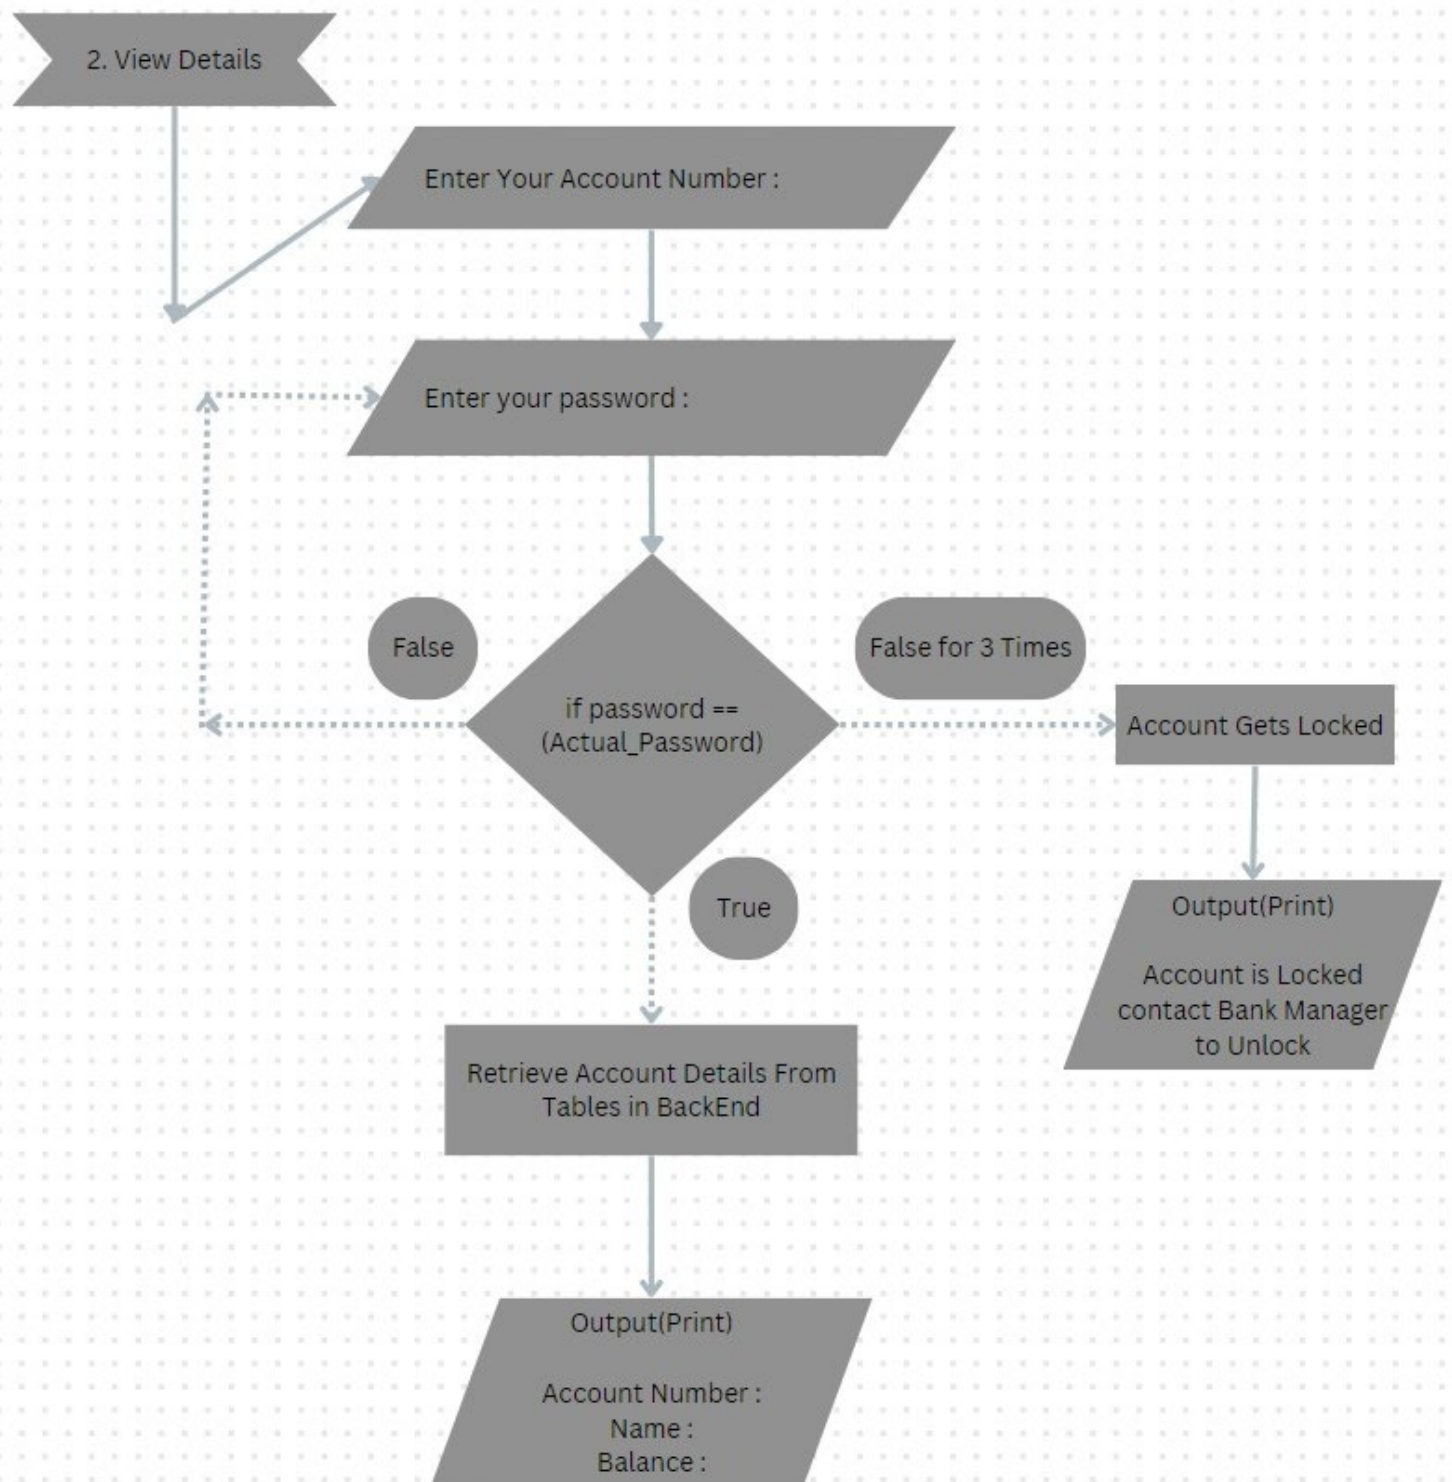 2. View Details
Enter Your Account Number :
Enter your password :
False
False for 3 Times
if password ==
(Actual_Password)
Account Gets Locked
True
Output(Print)
Account is Locked
contact Bank Manager
to Unlock
Retrieve Account Details From
Tables in BackEnd
Output(Print)
Account Number :
Name :
Balance :